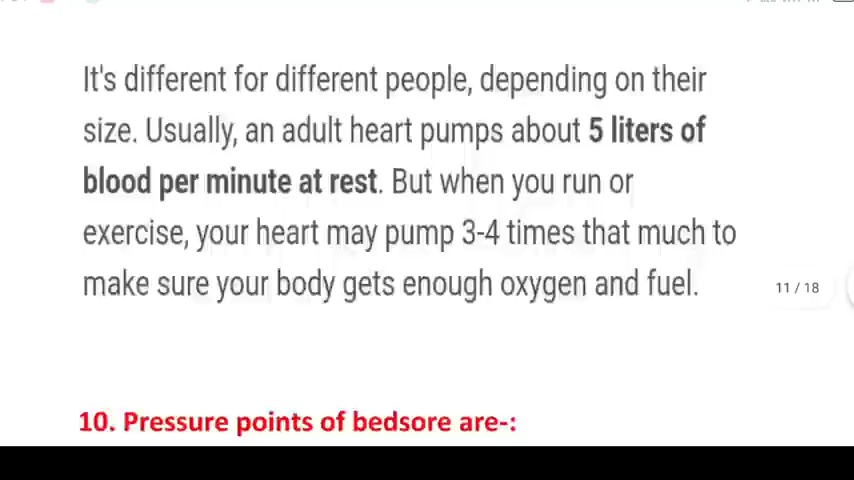 It's different for different people, depending on their
size. Usually, an adult heart pumps about 5 liters of
blood per minute at rest. But when you run or
exercise, your heart may pump 3-4 times that much to
make sure your body gets enough oxygen and fuel.
11 / 18
10. Pressure points of bedsore are-: